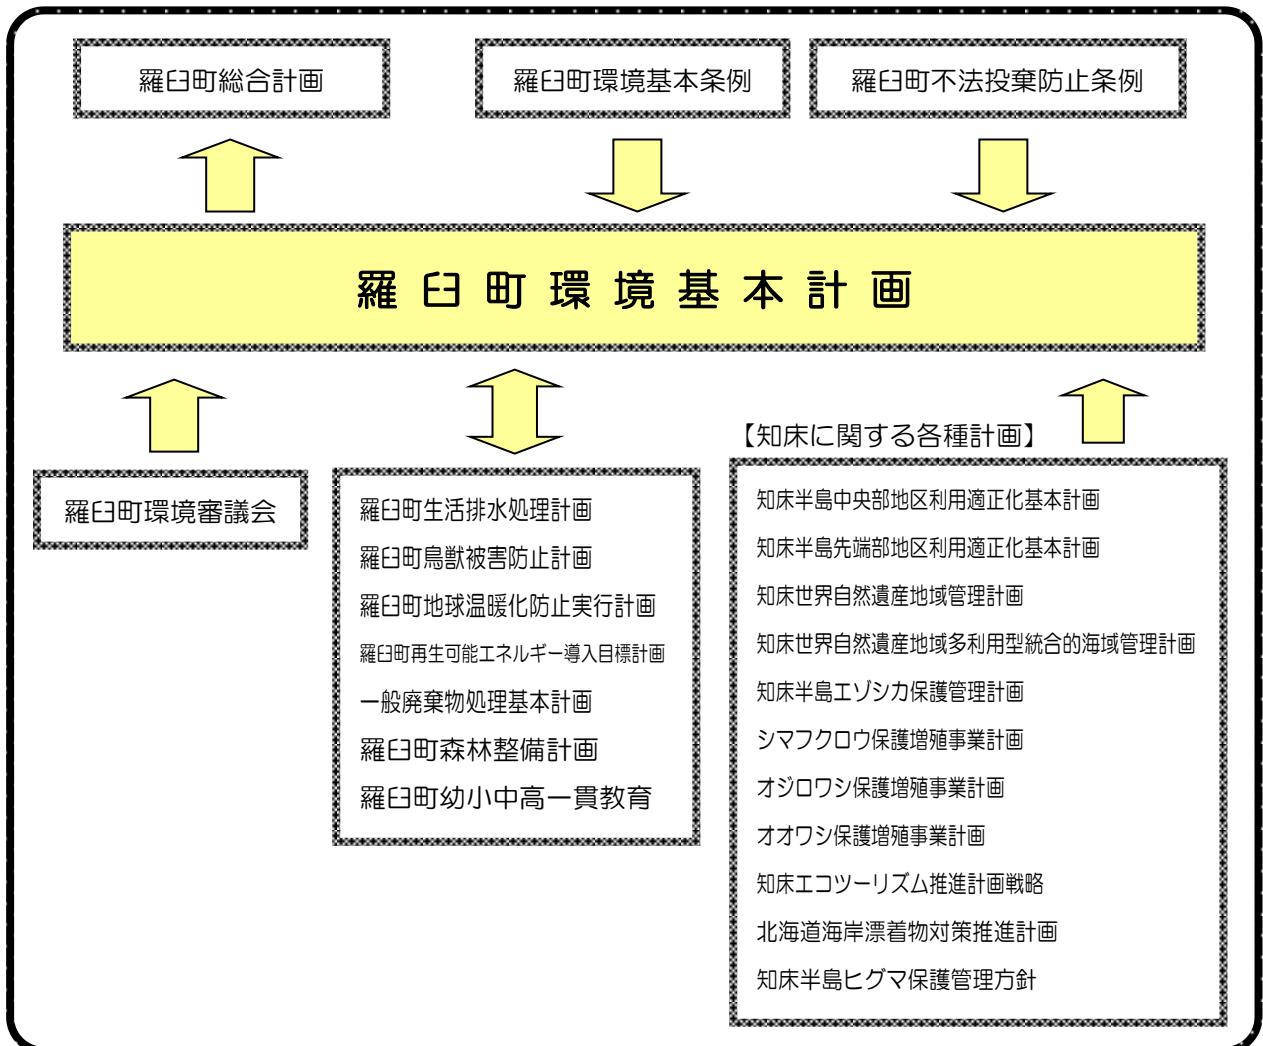 羅臼町総合計画
羅臼町環境基本条例
羅臼町不法投棄防止条例
羅臼町環境基本計画
羅臼町環境審議会
羅臼町生活排水処理計画
羅臼町鳥獣被害防止計画
羅臼町地球温暖化防止実行計画
羅臼町再生可能エネルギー導入目標計画
一般廃棄物処理基本計画
羅臼町森林整備計画
羅臼町幼小中高一貫教育
【知床に関する各種計画】
知床半島中央部地区利用適正化基本計画
知床半島先端部地区利用適正化基本計画
知床世界自然遺産地域管理計画
知床世界自然遺産地域多利用型統合的海域管理計画
知床半島エゾシカ保護管理計画
シマフクロウ保護増殖事業計画
オジロワシ保護増殖事業計画
オオワシ保護増殖事業計画
知床エコツーリズム推進計画戦略
北海道海岸漂着物対策推進計画
知床半島ヒグマ保護管理方針